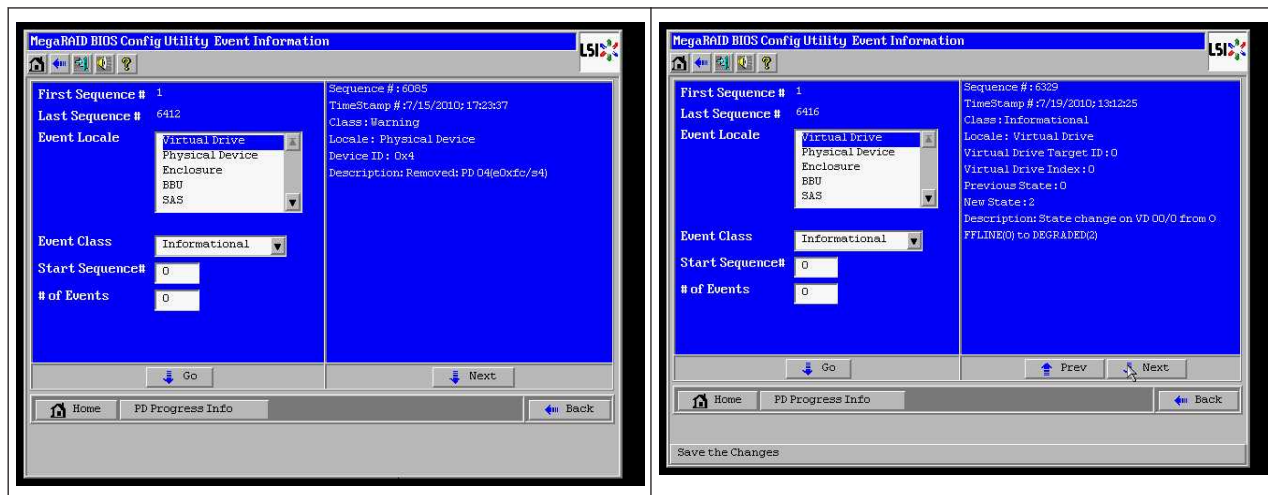 MegaRAID BIOS Config Utility Event Information
LSI
First Sequence # 1
Last Sequence # 6412
Event Locale
Virtual Drive
Physical Device
Enclosure
BBU
SAS
Event Class Informational
Start Sequence# 0
# of Events 0
Go
Sequence #:6085
TimeStamp #:7/15/2010; 17:23:37
Class:Warning
Locale: Physical Device
Device ID: 0x4
Description: Removed: PD 04(e0xfc/s4)
Next
Home
PD Progress Info
Back
MegaRAID BIOS Config Utility Event Information
LSI
First Sequence # 1
Last Sequence # 6416
Event Locale
Virtual Drive
Physical Device
Enclosure
BBU
SAS
Event Class Informational
Start Sequence# 0
# of Events 0
Go
Sequence #:6329
TimeStamp #:7/19/2010; 13:12:25
Class:Informational
Locale: Virtual Drive
Virtual Drive Target ID:0
Virtual Drive Index:0
Previous State:0
New State:2
Description: State change on VD 00/0 from O
FFLINE(0) to DEGRADED(2)
Prev
Next
Home
PD Progress Info
Back
Save the Changes